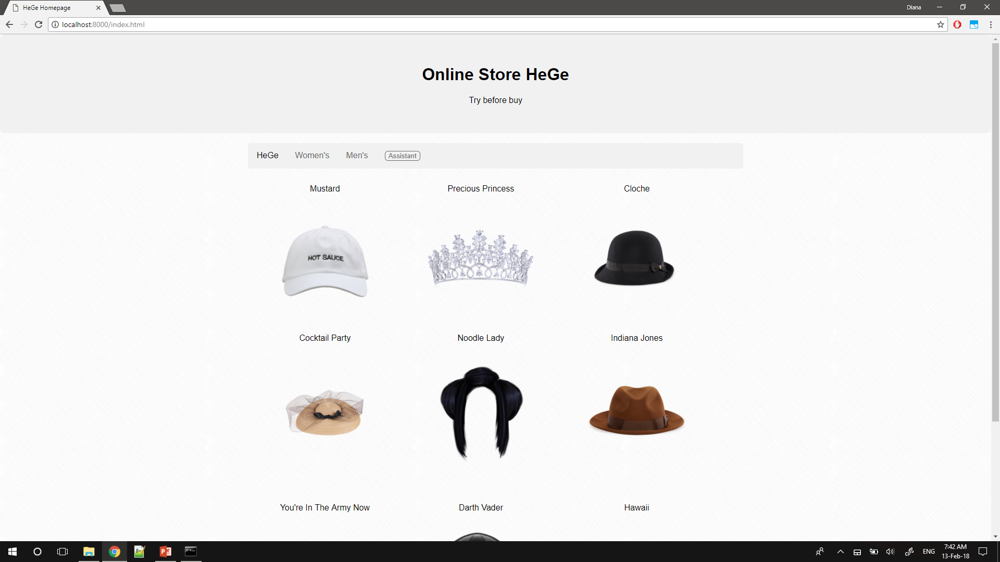 HeGe Homepage
Diana
localhost:8000/index.html
Online Store HeGe
Try before buy
HeGe Women's Men's Assistant
Mustard Precious Princess Cloche
HOT SAUCE
Cocktail Party Noodle Lady Indiana Jones
You're In The Army Now Darth Vader Hawaii
ENG
7:42 AM
13-Feb-18